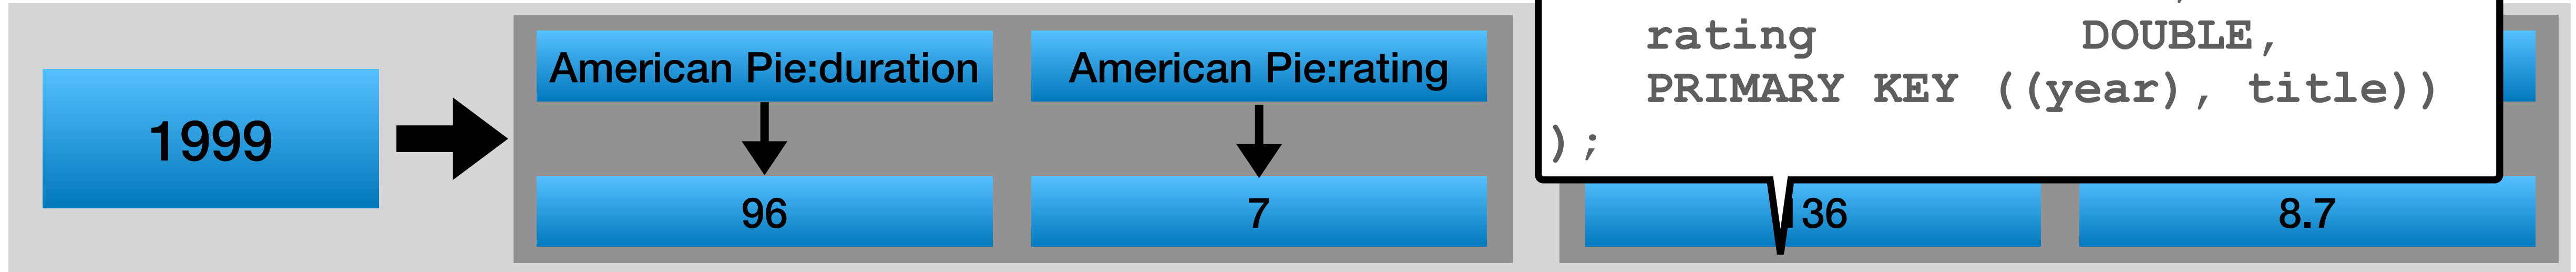 1999
American Pie:duration
American Pie:rating
96
7
rating DOUBLE,
PRIMARY KEY ((year), title))
);
36
8.7